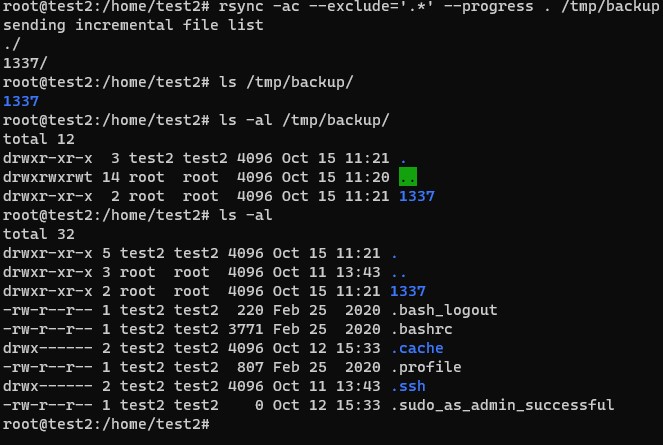 root@test2:/home/test2# rsync -ac --exclude='.*' --progress . /tmp/backup
sending incremental file list
./
1337/
root@test2:/home/test2# ls /tmp/backup/
1337
root@test2:/home/test2# ls -al /tmp/backup/
total 12
drwxr-xr-x  3 test2 test2 4096 Oct 15 11:21 .
drwxrwxrwt 14 root  root  4096 Oct 15 11:20 ..
drwxr-xr-x  2 root  root  4096 Oct 15 11:21 1337
root@test2:/home/test2# ls -al
total 32
drwxr-xr-x 5 test2 test2 4096 Oct 15 11:21 .
drwxr-xr-x 3 root  root  4096 Oct 11 13:43 ..
drwxr-xr-x 2 root  root  4096 Oct 15 11:21 1337
-rw-r--r-- 1 test2 test2  220 Feb 25  2020 .bash_logout
-rw-r--r-- 1 test2 test2 3771 Feb 25  2020 .bashrc
drwx------ 2 test2 test2 4096 Oct 12 15:33 .cache
-rw-r--r-- 1 test2 test2  807 Feb 25  2020 .profile
drwx------ 2 test2 test2 4096 Oct 11 13:43 .ssh
-rw-r--r-- 1 test2 test2    0 Oct 12 15:33 .sudo_as_admin_successful
root@test2:/home/test2#